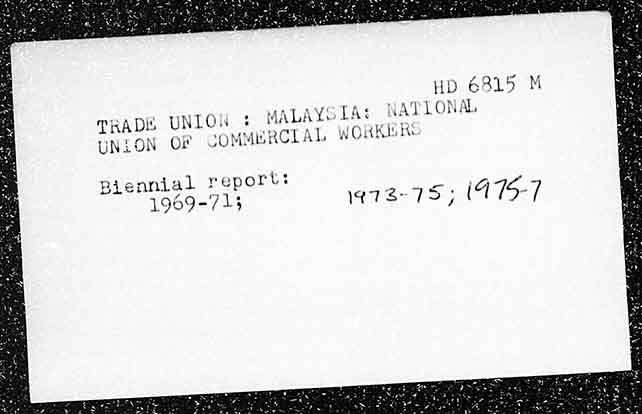 HD 6815 M
TRADE UNION : MALAYSIA: NATIONAL
UNION OF COMMERCIAL WORKERS
Biennial report:
1969-71; 1973-75; 1975-7